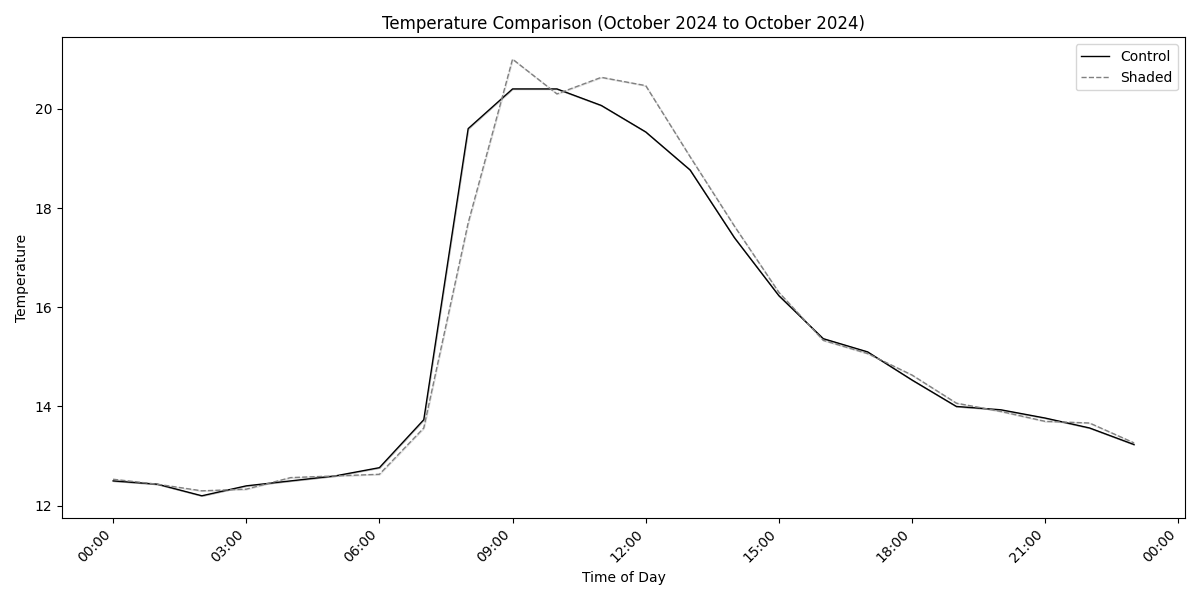 Temperature Comparison (October 2024 to October 2024)
Control
Shaded
Temperature
20
18
16
14
12
00:00
03:00
06:00
09:00
12:00
15:00
18:00
21:00
00:00
Time of Day